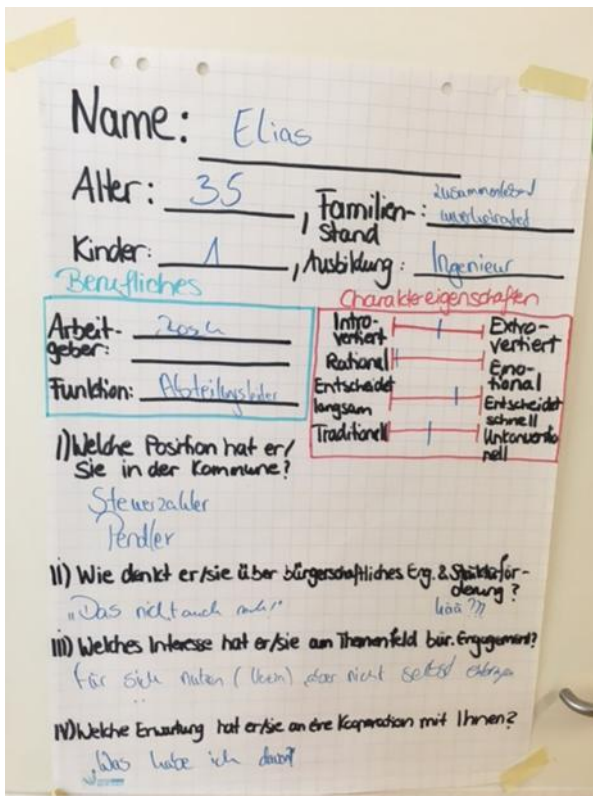 Name: Elias
Alter: 35, Familien-: zusammenlebend
stand unverheiratet
Kinder: 1, Ausbildung: Ingenieur
Berufliches
Arbeit-
geber: Bosch
Funktion: Abteilungsleiter
Charaktereigenschaften
Intro-
vertiert
Extro-
vertiert
Rational
Emo-
tional
Entscheidet
langsam
Entscheidet
schnell
Traditionell
Unkonventio
nell
I) Welche Position hat er/
Sie in der Kommune?
Steuerzahler
Pendler
II) Wie denkt er/sie über bürgerschaftliches Eng. &
derung?
"Das nicht auch noch!"
hää ???
III) Welches Interesse hat er/sie am Themenfeld bür. Engagement?
für sich nutzen (Verein), aber nicht selbst
IV) Welche Erwartung hat er/sie an eine Kooperation mit Ihnen?
Was habe ich davon?